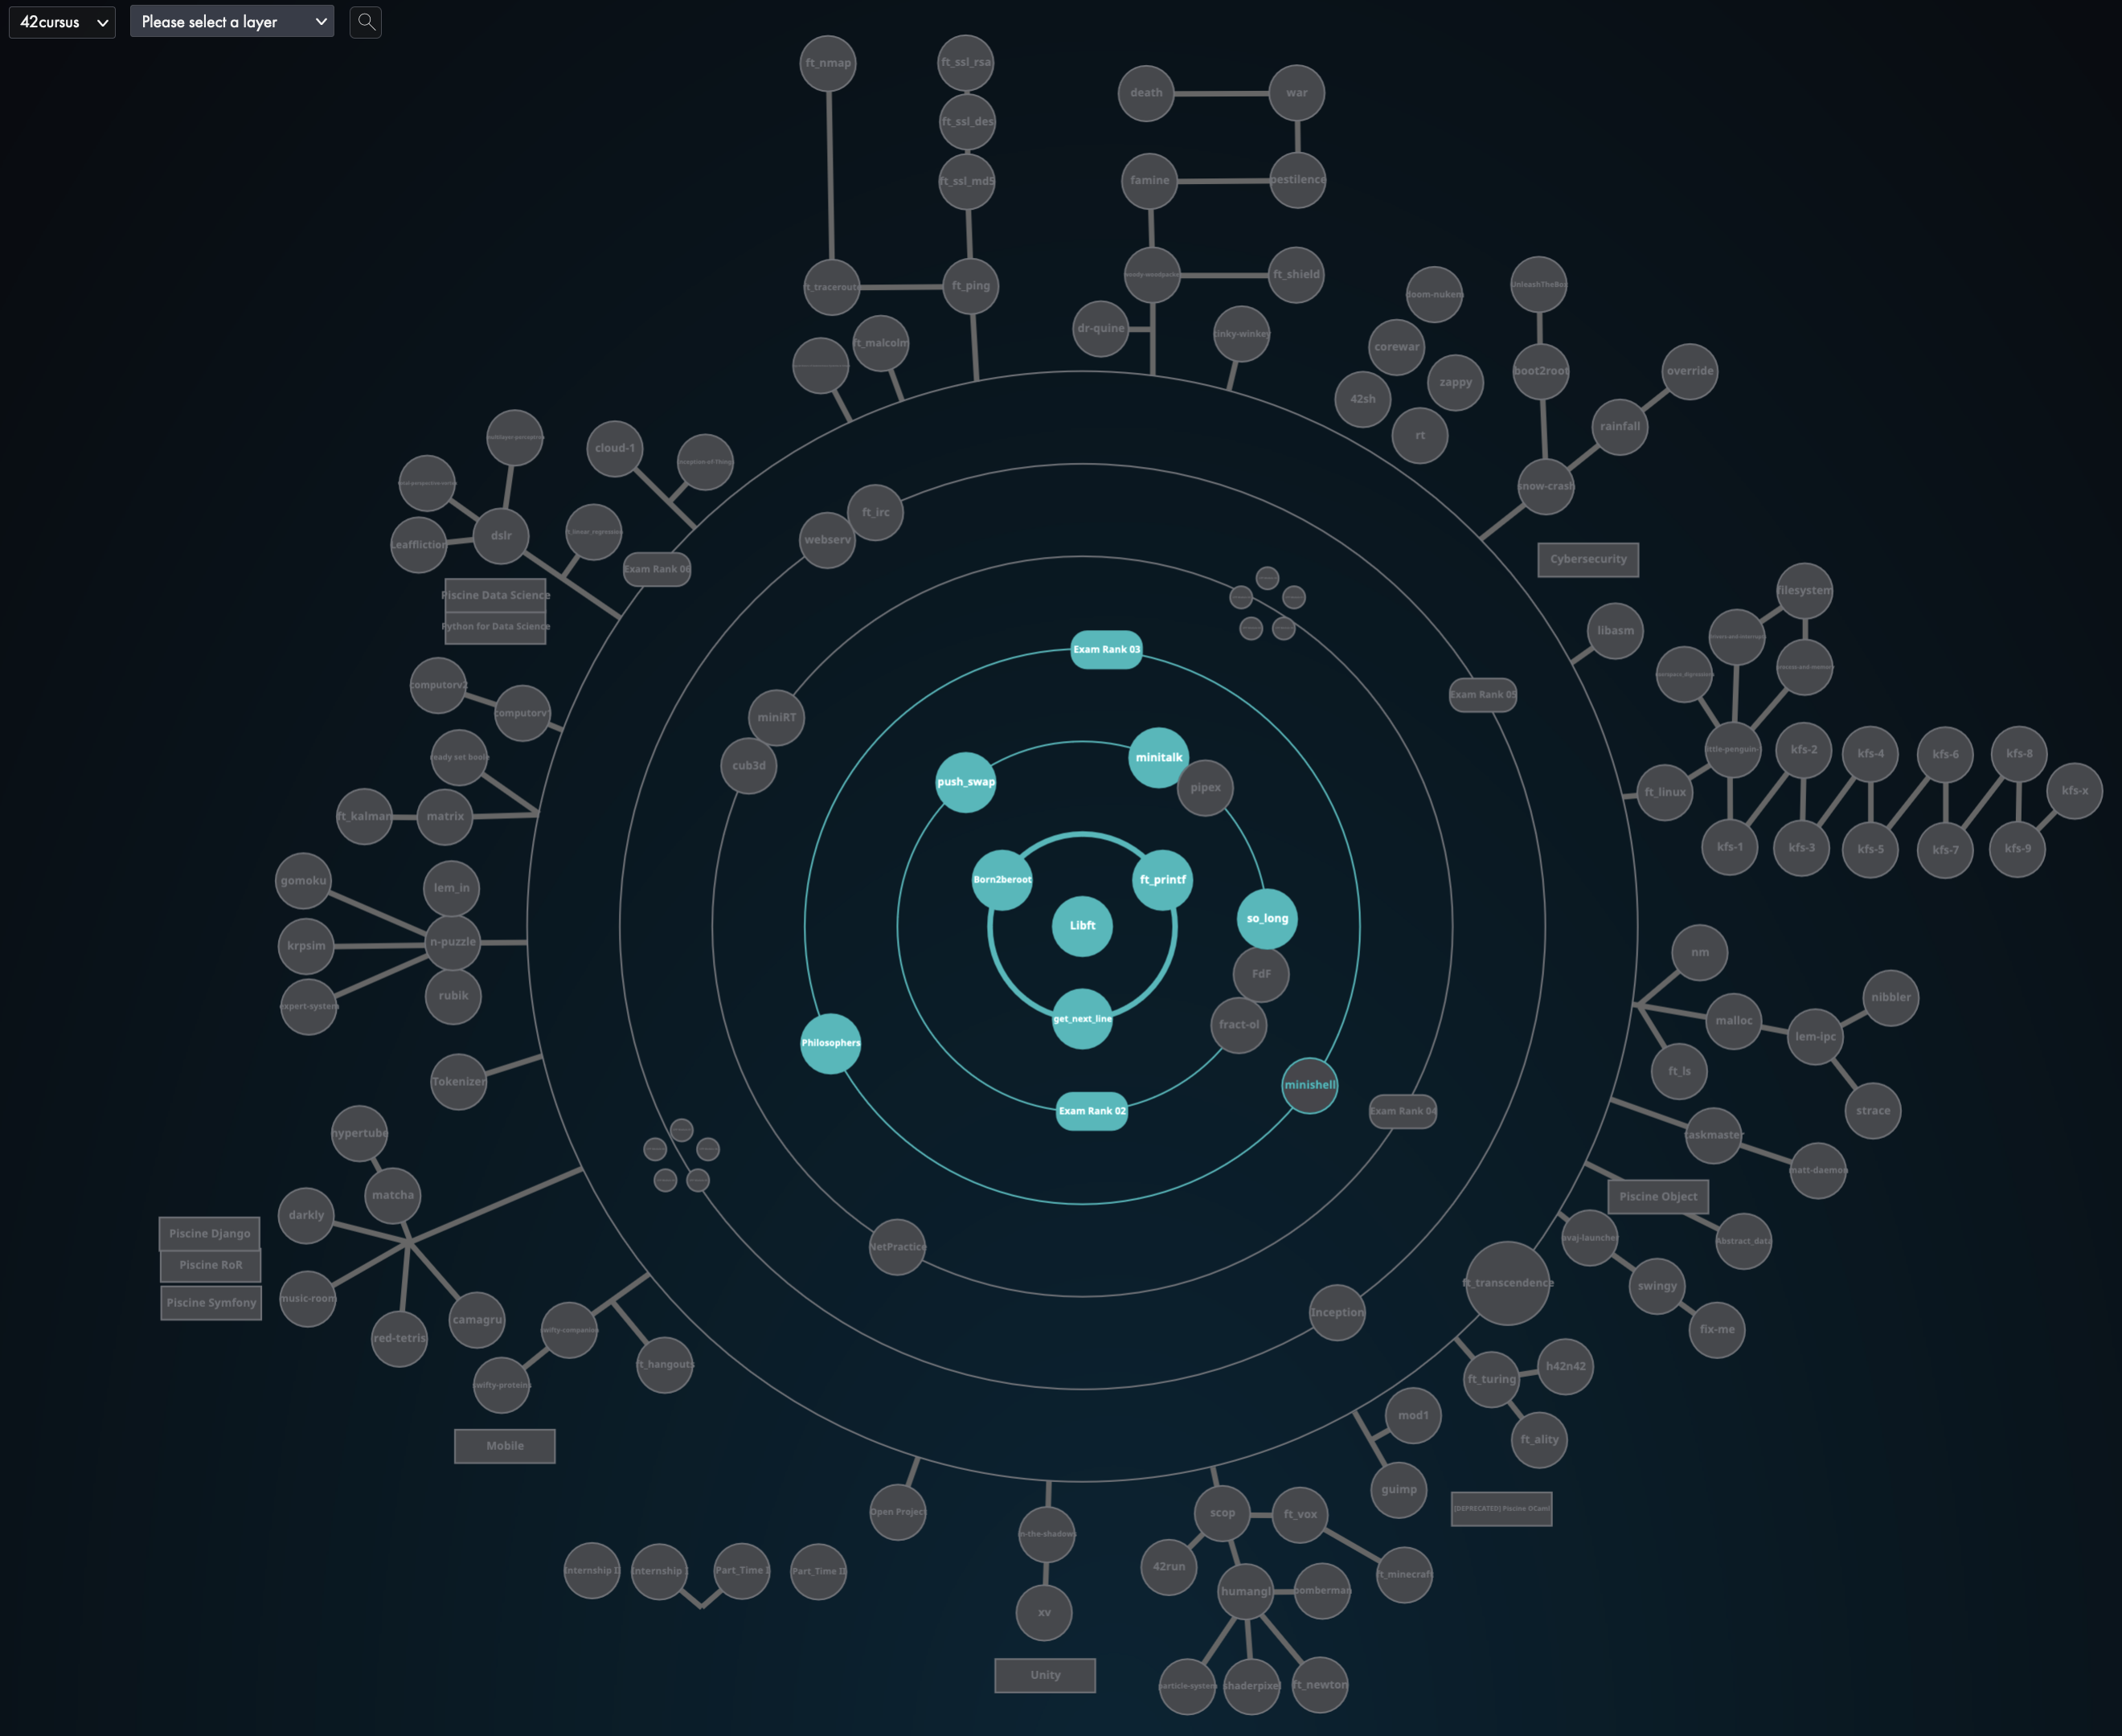 42cursus
Please select a layer
ft_nmap
ft_ssl_rsa
death
war
ft_ssl_des
ft_ssl_md5
famine
pestilence
ft_traceroute
ft_ping
ft_shield
doom-nukem
UnleashTheBox
dr-quine
kinky-winkey
ft_malcolm
corewar
zappy
boot2root
override
42sh
rt
rainfall
cloud-1
snow-crash
ft_irc
webserv
Leaffliction
dslr
ft_linear_regression
Exam Rank 06
Cybersecurity
Piscine Data Science
Python for Data Science
filesystem
libasm
Exam Rank 03
computorv2
computorv1
Exam Rank 05
miniRT
cub3d
ready set boole
push_swap
minitalk
pipex
little-penguin-1
kfs-2
kfs-4
kfs-6
kfs-8
ft_linux
kfs-x
ft_kalman
matrix
kfs-1
kfs-3
kfs-5
kfs-7
kfs-9
gomoku
lem_in
Born2beroot
ft_printf
Libft
so_long
krpsim
n-puzzle
nm
FdF
expert-system
rubik
nibbler
get_next_line
fract-ol
malloc
lem-ipc
Philosophers
Tokenizer
minishell
ft_ls
Exam Rank 02
Exam Rank 04
strace
hypertube
taskmaster
matt-daemon
matcha
Piscine Object
darkly
Piscine Django
Piscine RoR
Piscine Symfony
NetPractice
avaj-launcher
Abstract_data
ft_transcendence
swingy
music-room
red-tetris
camagru
Inception
swifty-companion
fix-me
ft_hangouts
swifty-proteins
ft_turing
h42n42
mod1
ft_ality
Mobile
guimp
[DEPRECATED] Piscine OCaml
Open Project
in-the-shadows
scop
ft_vox
42run
ft_minecraft
Internship II
Internship I
Part_Time I
Part_Time II
humangl
bomberman
xv
Unity
particle-system
shaderpixel
ft_newton